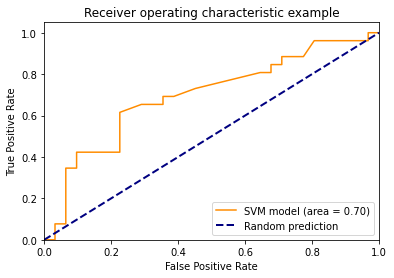 Receiver operating characteristic example
True Positive Rate
1.0
0.8
0.6
0.4
0.2
0.0
SVM model (area = 0.70)
Random prediction
0.0 0.2 0.4 0.6 0.8 1.0
False Positive Rate